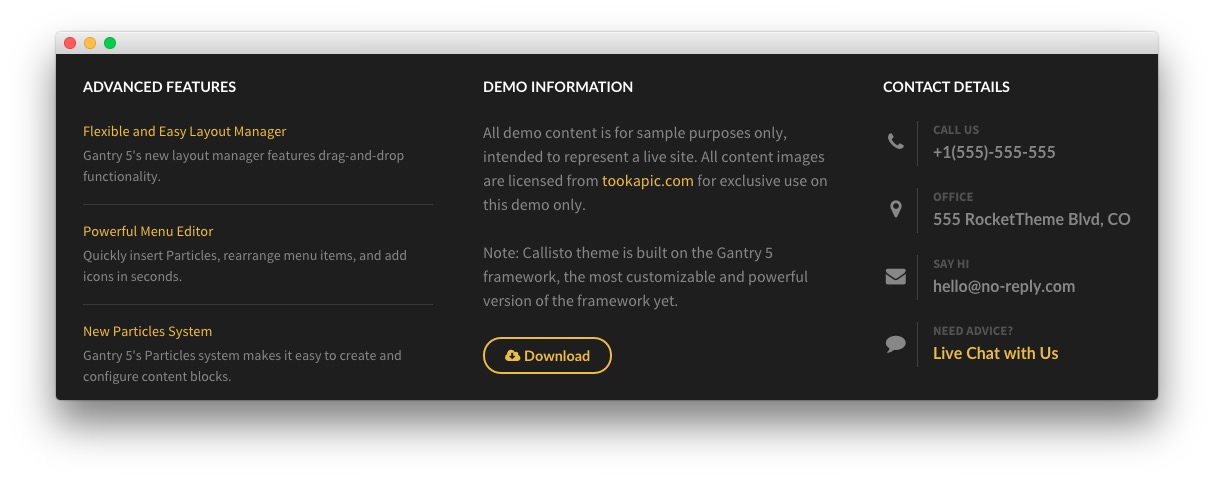 ADVANCED FEATURES
Flexible and Easy Layout Manager
Gantry 5's new layout manager features drag-and-drop
functionality.
Powerful Menu Editor
Quickly insert Particles, rearrange menu items, and add
icons in seconds.
New Particles System
Gantry 5's Particles system makes it easy to create and
configure content blocks.
DEMO INFORMATION
All demo content is for sample purposes only,
intended to represent a live site. All content images
are licensed from tookapic.com for exclusive use on
this demo only.
Note: Callisto theme is built on the Gantry 5
framework, the most customizable and powerful
version of the framework yet.
Download
CONTACT DETAILS
CALL US
+1(555)-555-555
OFFICE
555 RocketTheme Blvd, CO
SAY HI
hello@no-reply.com
NEED ADVICE?
Live Chat with Us